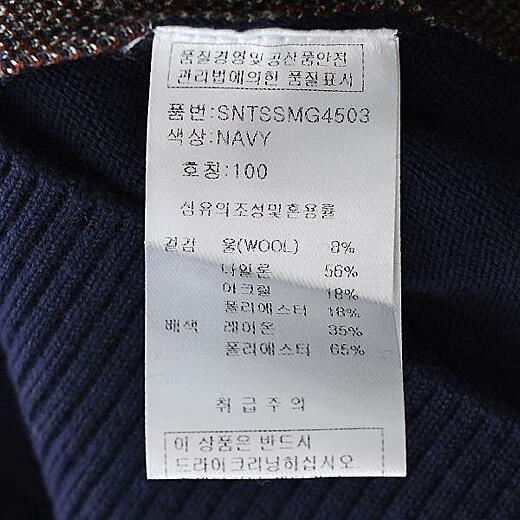 품질경영및공산품안전
관리법에의한 품질표시
품번:SNTSSMG4503
색상:NAVY
호칭:100
섬유의조성및혼용률
겉감 울(WOOL) 8%
나일론 56%
아크릴 18%
폴리에스터 18%
배색 레이온 35%
폴리에스터 65%
취급주의
이 상품은 반드시
드라이크리닝하십시오.